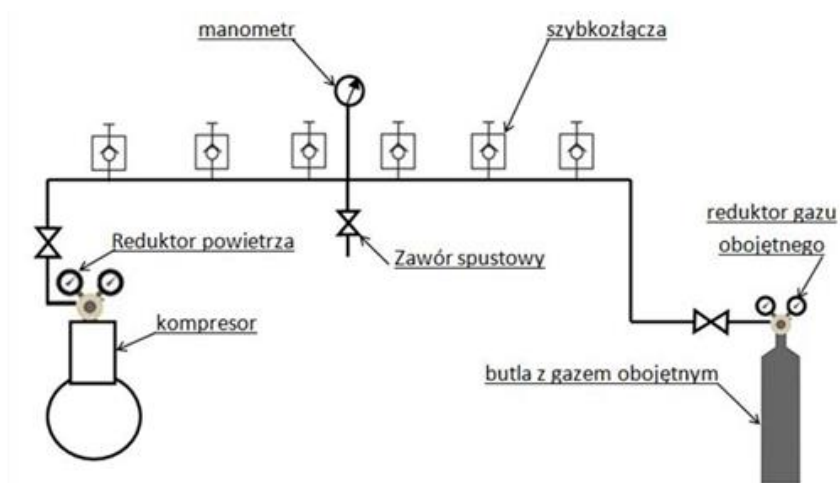 manometr
szybkozłącza
reduktor gazu
obojętnego
Reduktor powietrza
Zawór spustowy
kompresor
butla z gazem obojętnym